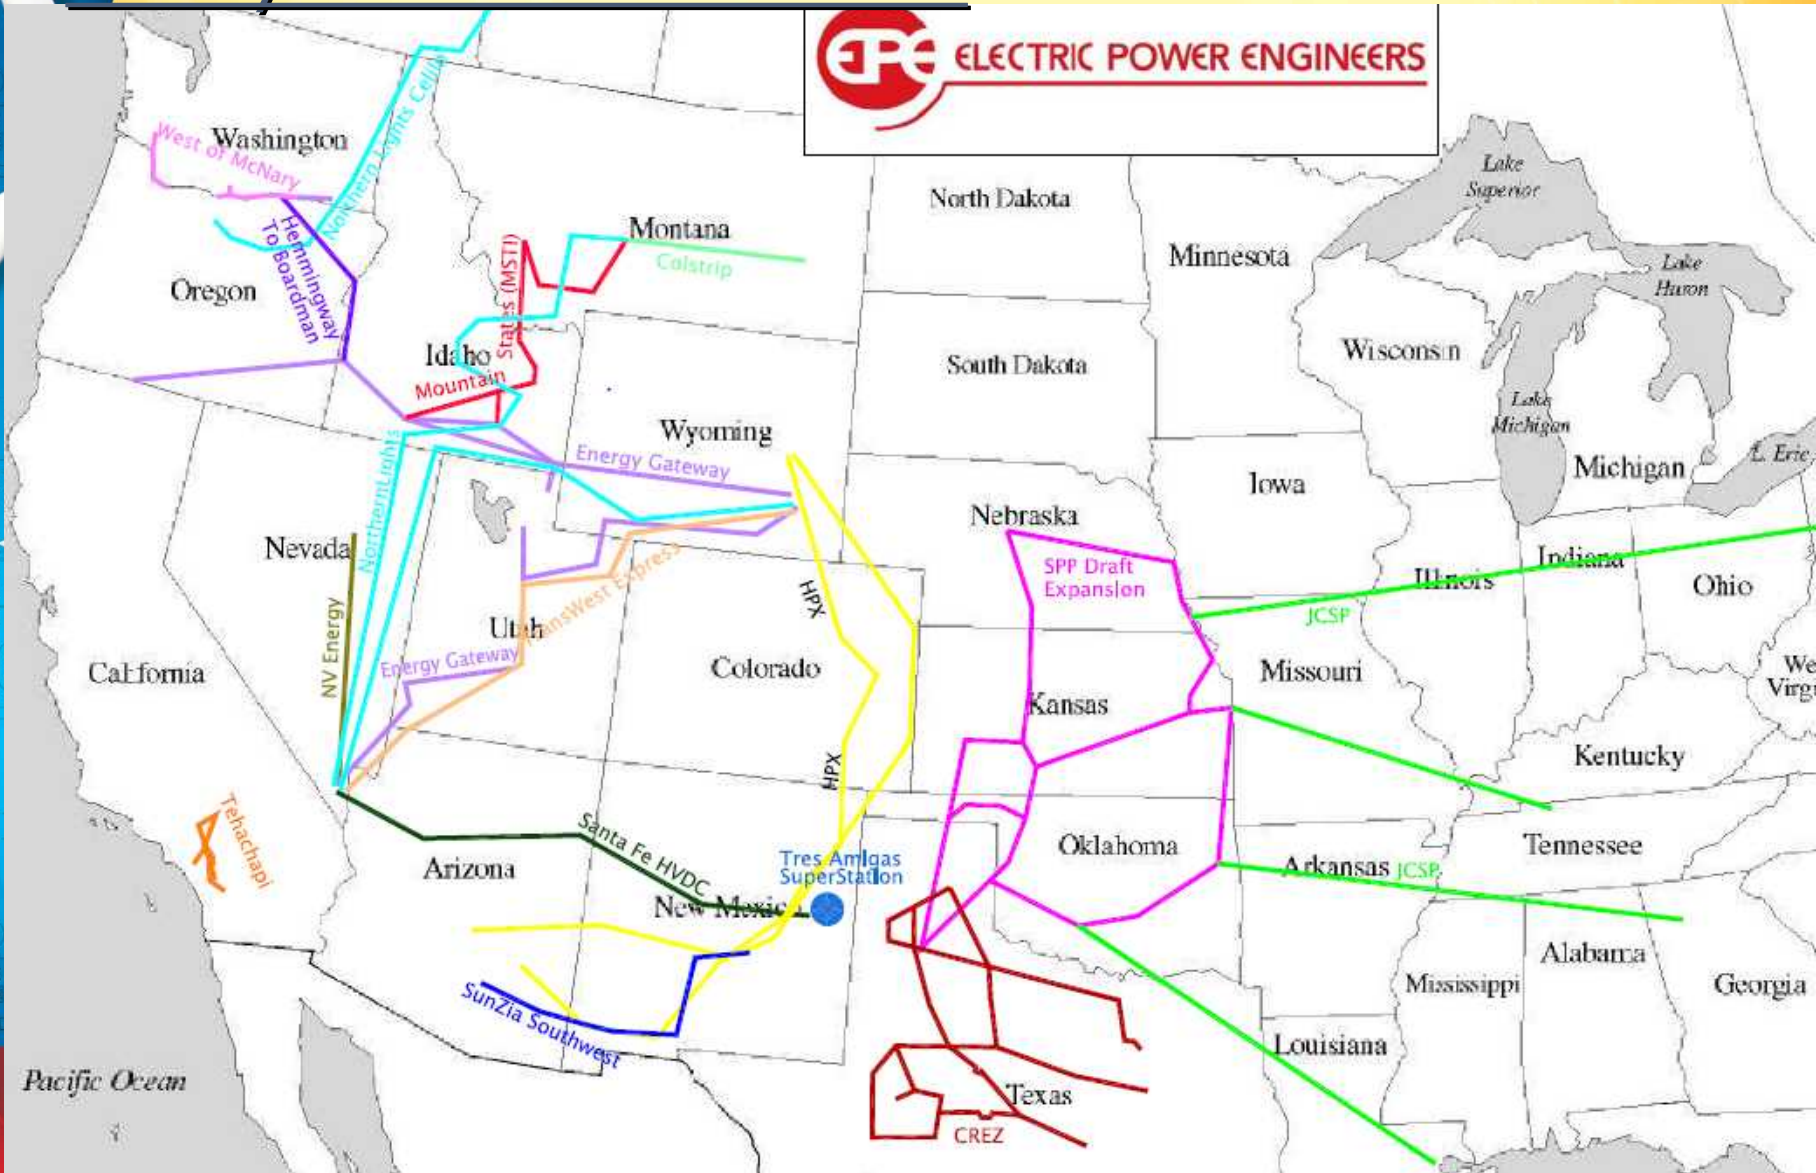 EPE ELECTRIC POWER ENGINEERS
Washington
West of McNary
Northern Lights Celilo
Hemmingway
To Boardman
Oregon
Montana
Colstrip
States (MSTI)
Idaho
Mountain
North Dakota
Minnesota
Lake
Superior
Lake
Huron
South Dakota
Wisconsin
Lake
Michigan
Michigan
L. Erie
Wyoming
Energy Gateway
NorthernLights
Nevada
NV Energy
Nebraska
Iowa
SPP Draft
Expansion
Illinois
Indiana
Ohio
JCSP
HPX
Utah
TransWest Express
Energy Gateway
California
Colorado
Kansas
Missouri
We
Virgi
HPX
Kentucky
Tehachapi
Santa Fe HVDC
Arizona
Tres Amigas
SuperStation
New Mexico
Oklahoma
Arkansas JCSP
Tennessee
SunZia Southwest
Mississippi
Alabama
Georgia
Louisiana
Pacific Ocean
Texas
CREZ